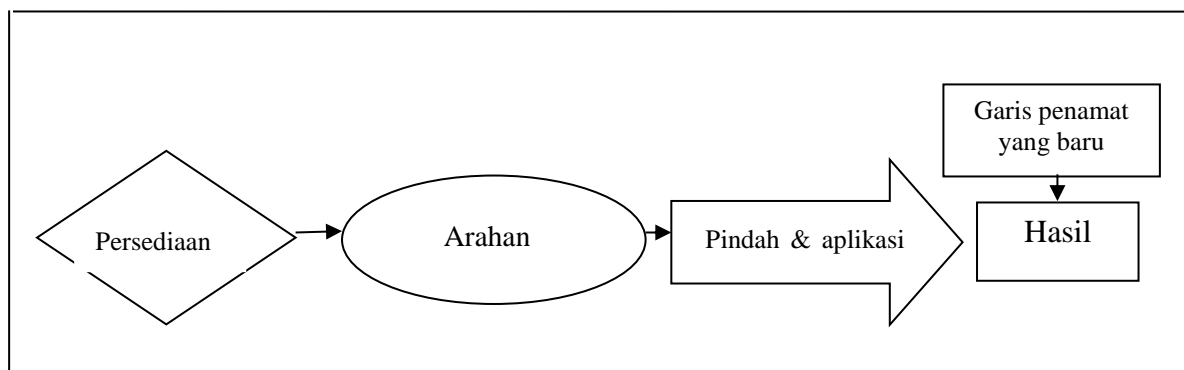 Persediaan
Arahan
Pindah & aplikasi
Garis penamat
yang baru
Hasil